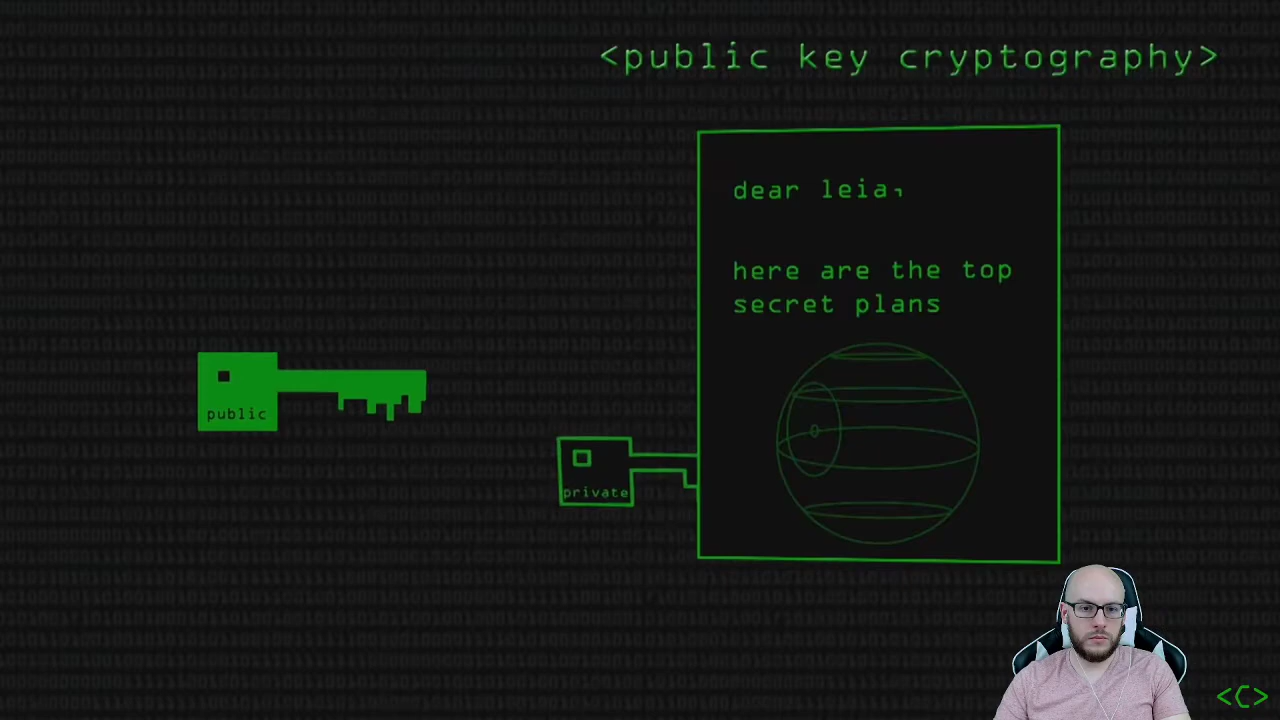 <public key cryptography>
dear leia,
here are the top
secret plans
public
private
<C>